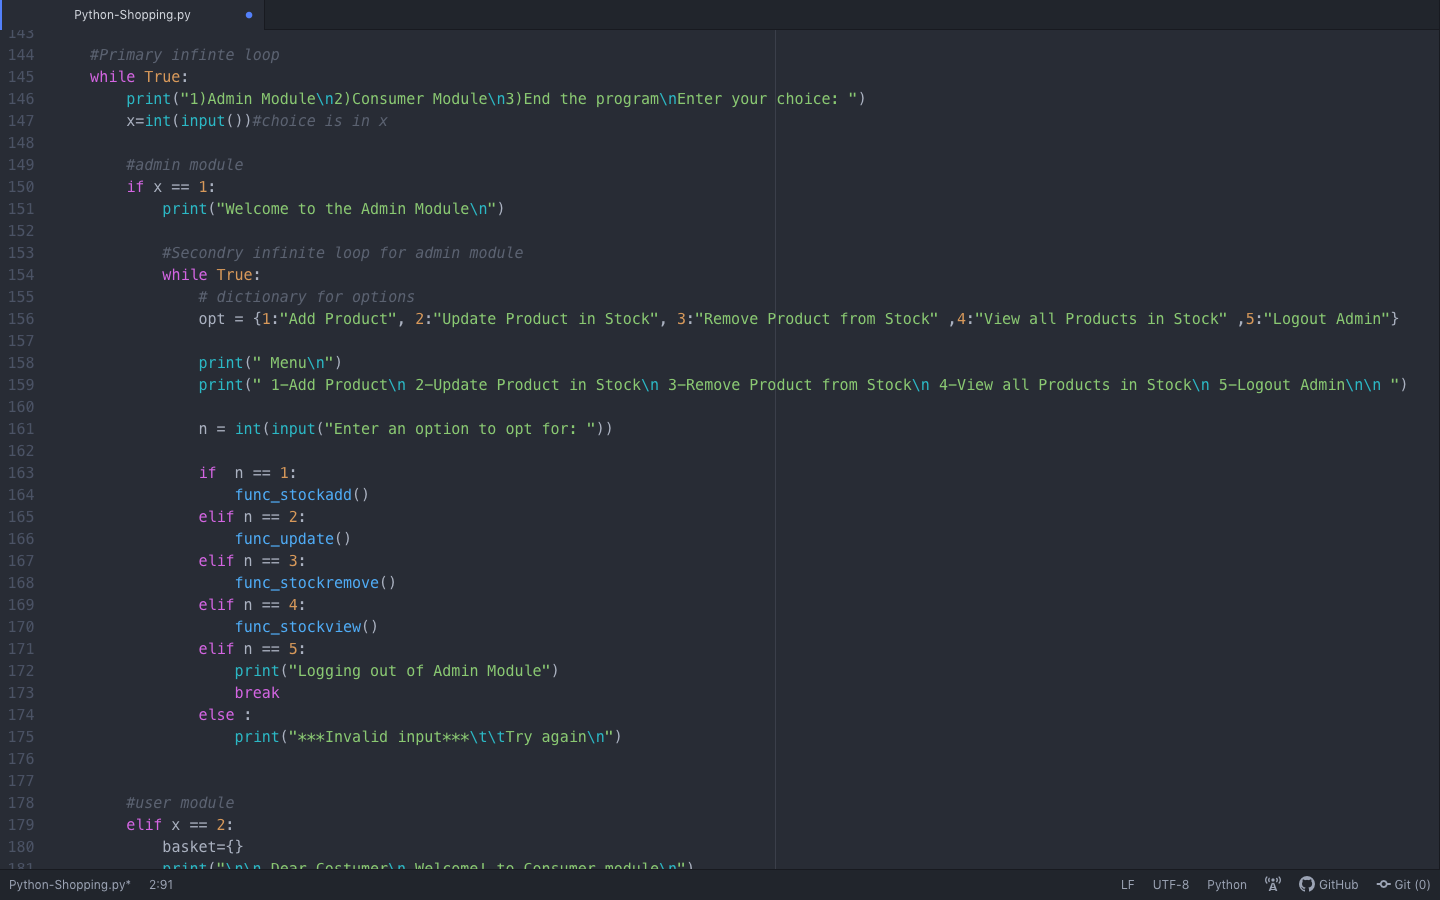 Python-Shopping.py
143
144 #Primary infinte loop
145 while True:
146 print("1)Admin Module\n2)Consumer Module\n3)End the program\nEnter your choice: ")
147 x=int(input())#choice is in x
148
149 #admin module
150 if x == 1:
151 print("Welcome to the Admin Module\n")
152
153 #Secondry infinite loop for admin module
154 while True:
155 # dictionary for options
156 opt = {1:"Add Product", 2:"Update Product in Stock", 3:"Remove Product from Stock" ,4:"View all Products in Stock" ,5:"Logout Admin"}
157
158 print(" Menu\n")
159 print(" 1-Add Product\n 2-Update Product in Stock\n 3-Remove Product from Stock\n 4-View all Products in Stock\n 5-Logout Admin\n\n ")
160
161 n = int(input("Enter an option to opt for: "))
162
163 if  n == 1:
164 func_stockadd()
165 elif n == 2:
166 func_update()
167 elif n == 3:
168 func_stockremove()
169 elif n == 4:
170 func_stockview()
171 elif n == 5:
172 print("Logging out of Admin Module")
173 break
174 else :
175 print("***Invalid input***\t\tTry again\n")
176
177
178 #user module
179 elif x == 2:
180 basket={}
181 print("\n\n Dear Costumer\n Welcome! to Consumer module\n")
Python-Shopping.py* 2:91 LF UTF-8 Python GitHub Git (0)